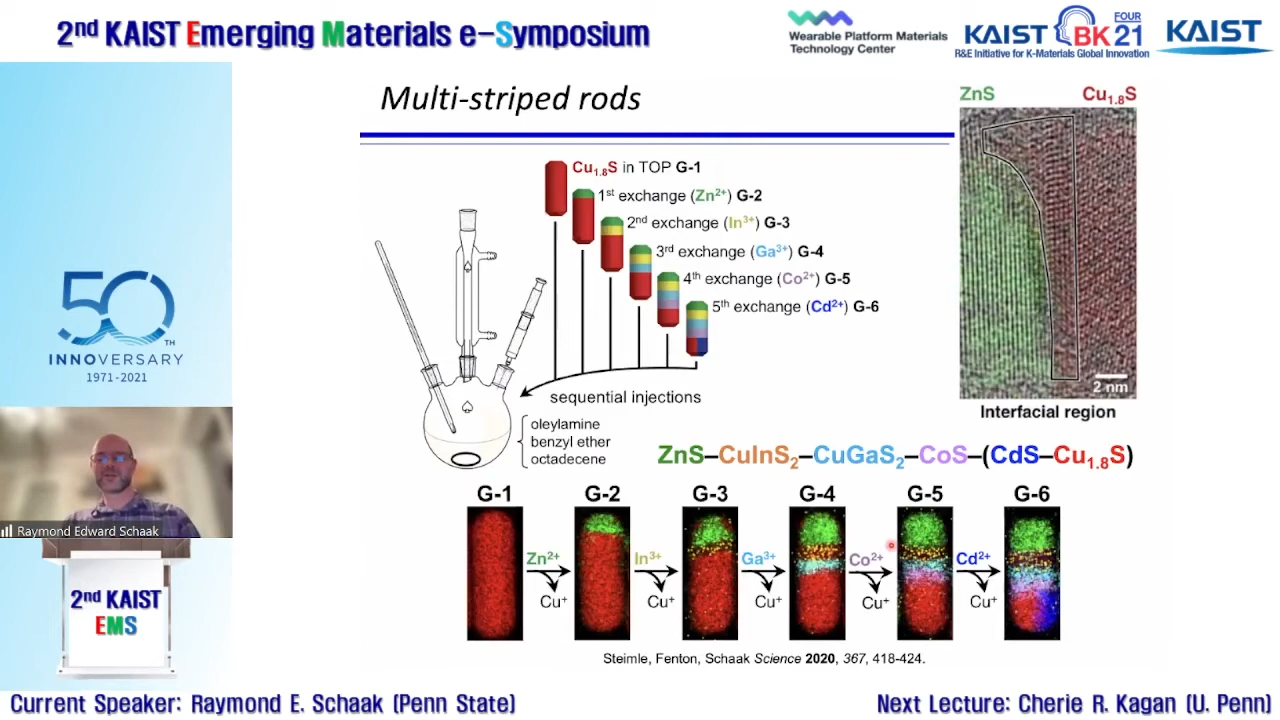 2nd KAIST Emerging Materials e-Symposium
Wearable Platform Materials
Technology Center
KAIST BK FOUR 21
R&E Initiative for K-Materials Global Innovation
KAIST
50 TH
INNOVERSARY
1971-2021
Raymond Edward Schaak
2nd KAIST
EMS
Multi-striped rods
Cu1.8S in TOP G-1
1st exchange (Zn2+) G-2
2nd exchange (In3+) G-3
3rd exchange (Ga3+) G-4
4th exchange (Co2+) G-5
5th exchange (Cd2+) G-6
sequential injections
oleylamine
benzyl ether
octadecene
ZnS Cu1.8S
2 nm
Interfacial region
ZnS–CuInS2–CuGaS2–CoS–(CdS–Cu1.8S)
G-1 G-2 G-3 G-4 G-5 G-6
Zn2+ In3+ Ga3+ Co2+ Cd2+
Cu+ Cu+ Cu+ Cu+ Cu+
Steimle, Fenton, Schaak Science 2020, 367, 418-424.
Current Speaker: Raymond E. Schaak (Penn State) Next Lecture: Cherie R. Kagan (U. Penn)